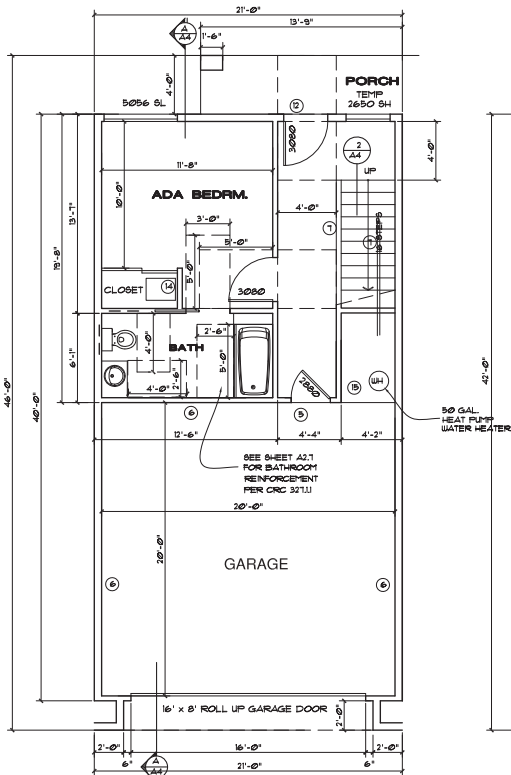 21'-0"
13'-9"
A
A4
1'-6"
4'-0"
PORCH
TEMP
5056 SL
2650 SH
12
3080
2
A4
4'-0"
UP
11'-8"
10'-0"
ADA BEDRM.
4'-0"
3'-0"
7
13'-7"
5'-0"
19'-8"
5'-0"
CLOSET
14
3080
2'-6"
BATH
4'-0"
5'-0"
6'-1"
2'-6"
4'-0"
2880
15
WH
46'-0"
40'-0"
42'-0"
6
5
50 GAL.
HEAT PUMP
WATER HEATER
12'-6"
4'-4"
4'-2"
SEE SHEET A2.7
FOR BATHROOM
REINFORCEMENT
PER CRC 327.1.1
20'-0"
20'-0"
GARAGE
6
6
16' x 8' ROLL UP GARAGE DOOR
2'-0"
2'-0"
16'-0"
2'-0"
6"
6"
A
A4
21'-0"